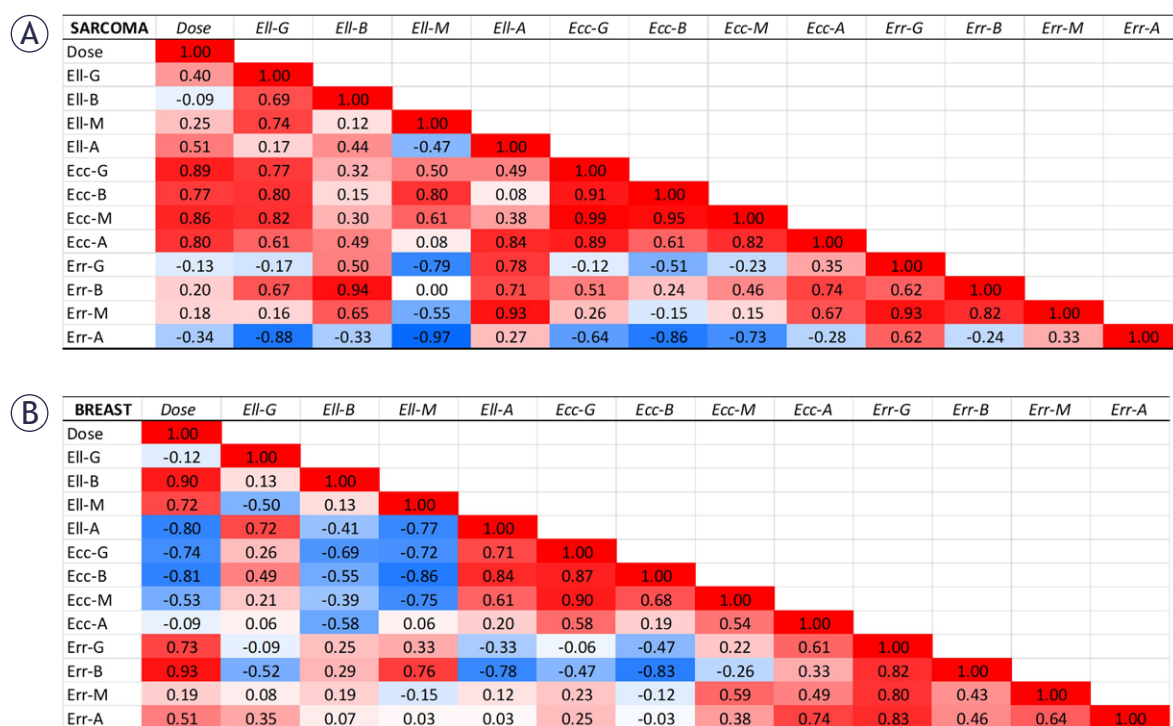 A
SARCOMA Dose Ell-G Ell-B Ell-M Ell-A Ecc-G Ecc-B Ecc-M Ecc-A Err-G Err-B Err-M Err-A
Dose 1.00
Ell-G 0.40 1.00
Ell-B -0.09 0.69 1.00
Ell-M 0.25 0.74 0.12 1.00
Ell-A 0.51 0.17 0.44 -0.47 1.00
Ecc-G 0.89 0.77 0.32 0.50 0.49 1.00
Ecc-B 0.77 0.80 0.15 0.80 0.08 0.91 1.00
Ecc-M 0.86 0.82 0.30 0.61 0.38 0.99 0.95 1.00
Ecc-A 0.80 0.61 0.49 0.08 0.84 0.89 0.61 0.82 1.00
Err-G -0.13 -0.17 0.50 -0.79 0.78 -0.12 -0.51 -0.23 0.35 1.00
Err-B 0.20 0.67 0.94 0.00 0.71 0.51 0.24 0.46 0.74 0.62 1.00
Err-M 0.18 0.16 0.65 -0.55 0.93 0.26 -0.15 0.15 0.67 0.93 0.82 1.00
Err-A -0.34 -0.88 -0.33 -0.97 0.27 -0.64 -0.86 -0.73 -0.28 0.62 -0.24 0.33 1.00
B
BREAST Dose Ell-G Ell-B Ell-M Ell-A Ecc-G Ecc-B Ecc-M Ecc-A Err-G Err-B Err-M Err-A
Dose 1.00
Ell-G -0.12 1.00
Ell-B 0.90 0.13 1.00
Ell-M 0.72 -0.50 0.13 1.00
Ell-A -0.80 0.72 -0.41 -0.77 1.00
Ecc-G -0.74 0.26 -0.69 -0.72 0.71 1.00
Ecc-B -0.81 0.49 -0.55 -0.86 0.84 0.87 1.00
Ecc-M -0.53 0.21 -0.39 -0.75 0.61 0.90 0.68 1.00
Ecc-A -0.09 0.06 -0.58 0.06 0.20 0.58 0.19 0.54 1.00
Err-G 0.73 -0.09 0.25 0.33 -0.33 -0.06 -0.47 0.22 0.61 1.00
Err-B 0.93 -0.52 0.29 0.76 -0.78 -0.47 -0.83 -0.26 0.33 0.82 1.00
Err-M 0.19 0.08 0.19 -0.15 0.12 0.23 -0.12 0.59 0.49 0.80 0.43 1.00
Err-A 0.51 0.35 0.07 0.03 0.03 0.25 -0.03 0.38 0.74 0.83 0.46 0.64 1.00